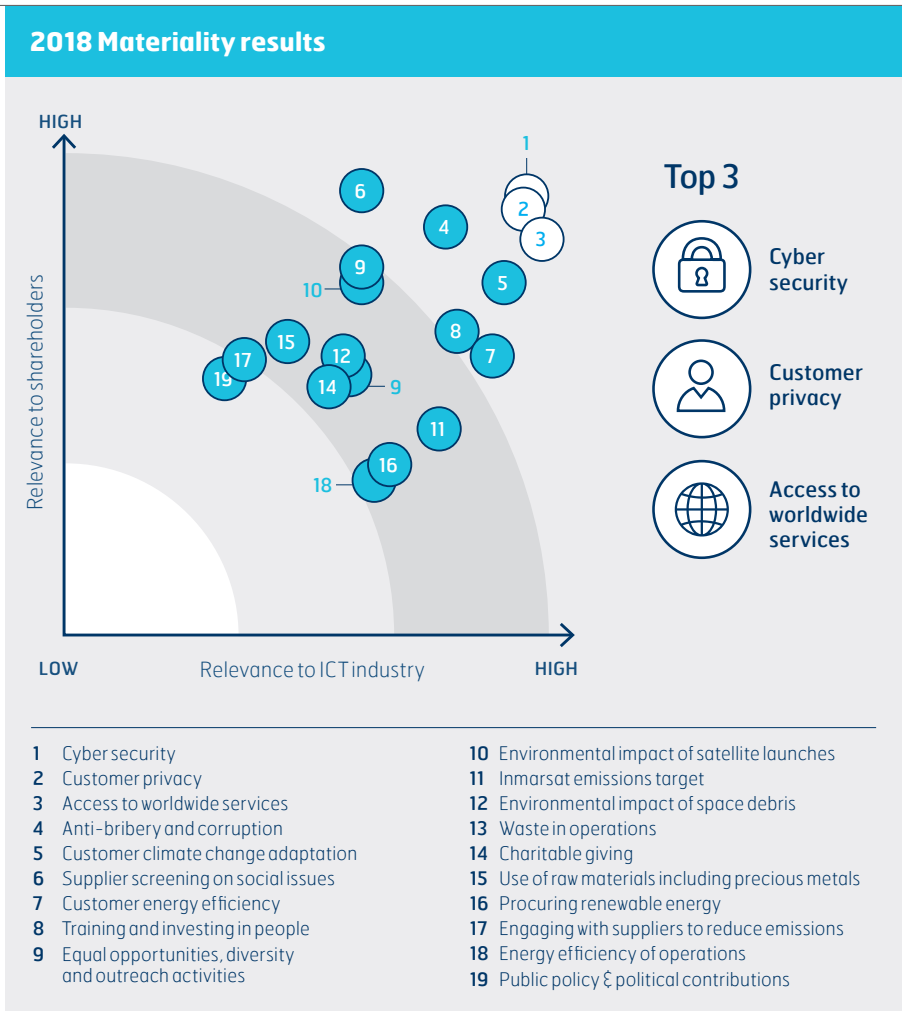 2018 Materiality results
HIGH
1
6
2
4
3
9
5
10
8
15
12
7
17
19
14
9
11
16
18
Relevance to shareholders
LOW
Relevance to ICT industry
HIGH
Top 3
Cyber
security
Customer
privacy
Access to
worldwide
services
1 Cyber security
2 Customer privacy
3 Access to worldwide services
4 Anti-bribery and corruption
5 Customer climate change adaptation
6 Supplier screening on social issues
7 Customer energy efficiency
8 Training and investing in people
9 Equal opportunities, diversity
and outreach activities
10 Environmental impact of satellite launches
11 Inmarsat emissions target
12 Environmental impact of space debris
13 Waste in operations
14 Charitable giving
15 Use of raw materials including precious metals
16 Procuring renewable energy
17 Engaging with suppliers to reduce emissions
18 Energy efficiency of operations
19 Public policy & political contributions